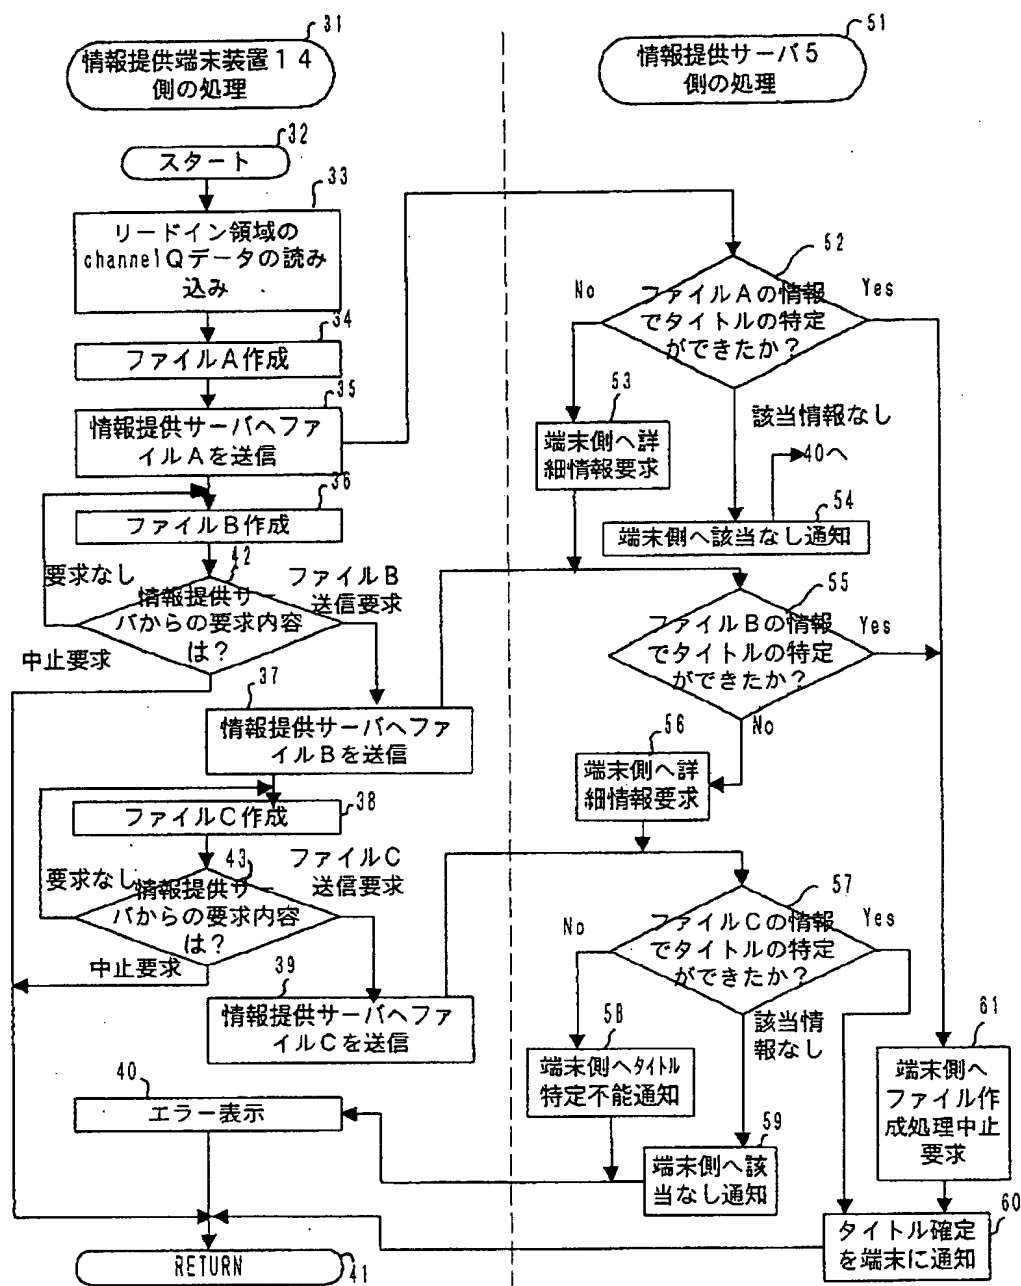 31
情報提供端末装置14
側の処理
32
スタート
33
リードイン領域の
channelQデータの読み
込み
34
ファイルA作成
35
情報提供サーバへファ
イルAを送信
36
ファイルB作成
42
要求なし
ファイルB
送信要求
情報提供サー
バからの要求内容
は?
中止要求
37
情報提供サーバへファ
イルBを送信
38
ファイルC作成
43
要求なし
ファイルC
送信要求
情報提供サー
バからの要求内容
は?
中止要求
39
情報提供サーバへファ
イルCを送信
40
エラー表示
RETURN
41
51
情報提供サーバ5
側の処理
52
No
Yes
ファイルAの情報
でタイトルの特定
ができたか?
53
端末側へ詳
細情報要求
該当情報なし
40へ
54
端末側へ該当なし通知
55
ファイルBの情報
でタイトルの特定
ができたか?
Yes
No
56
端末側へ詳
細情報要求
57
No
Yes
ファイルCの情報
でタイトルの特定
ができたか?
58
端末側へタイトル
特定不能通知
該当情
報なし
59
端末側へ該
当なし通知
61
端末側へ
ファイル作
成処理中止
要求
60
タイトル確定
を端末に通知